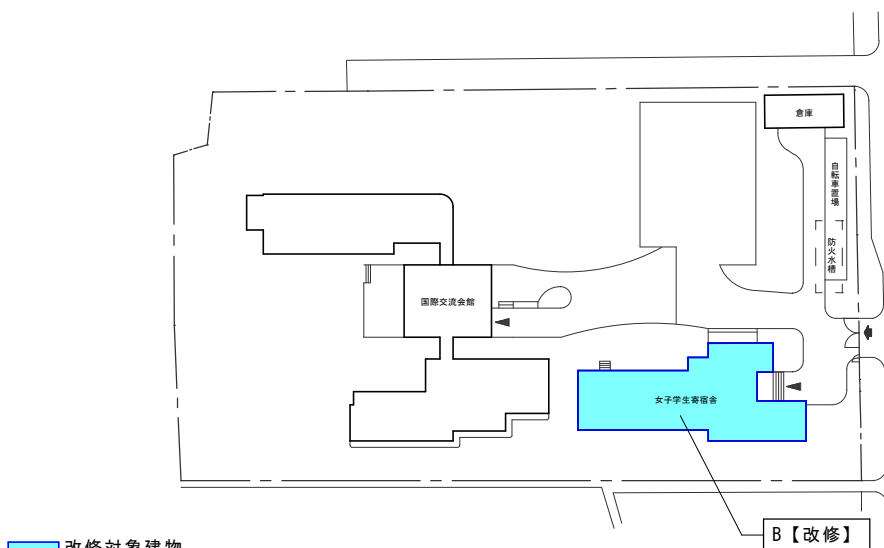 倉庫
自転車置場
防火水槽
国際交流会館
女子学生寄宿舎
B【改修】
改修対象建物